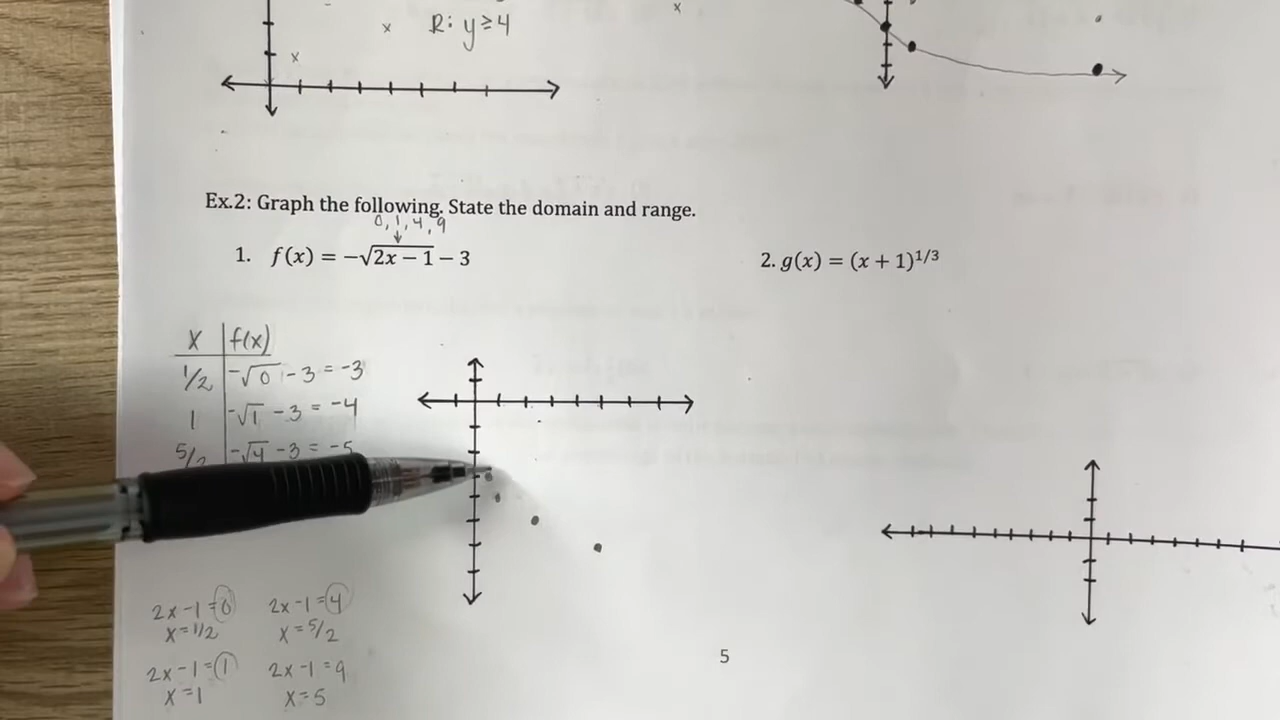 R: y ≥ 4
Ex.2: Graph the following. State the domain and range.
0, 1, 4, 9
1. f(x) = −√(2x − 1) − 3
2. g(x) = (x + 1)^1/3
x f(x)
1/2 -√0 - 3 = -3
1 -√1 - 3 = -4
5/2 -√4 - 3 = -5
2x - 1 = 0 2x - 1 = 4
x = 1/2 x = 5/2
2x - 1 = 1 2x - 1 = 9
x = 1 x = 5
5